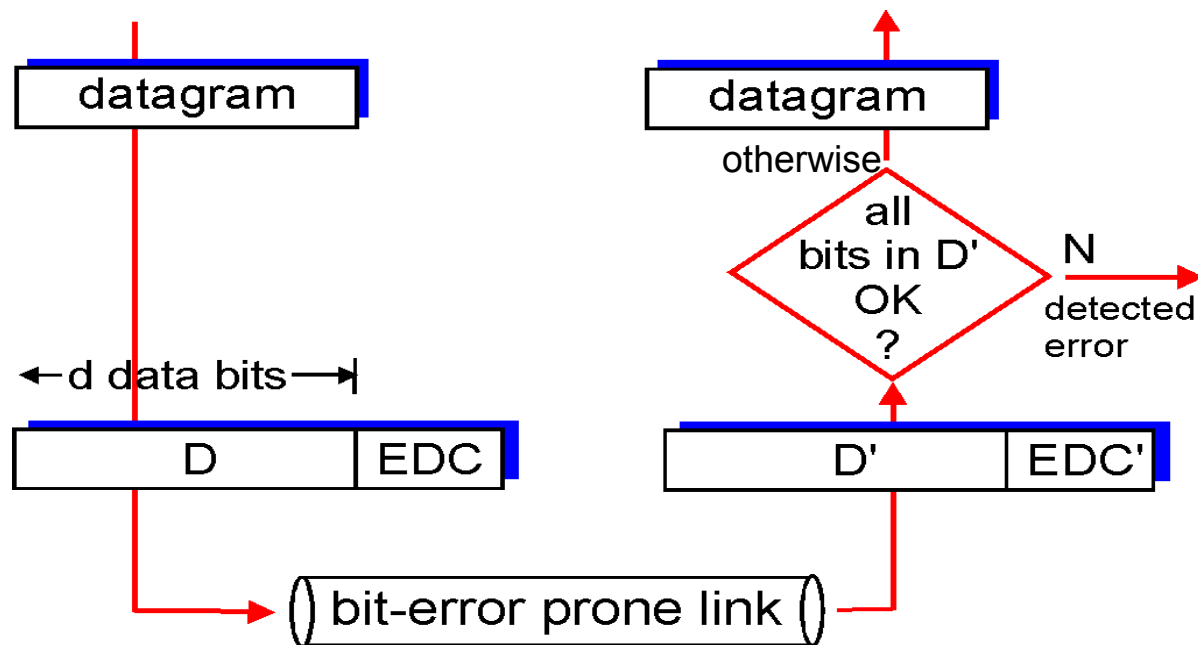 datagram
datagram
otherwise
all
bits in D'
OK
?
N
detected
error
d data bits
D
EDC
D'
EDC'
bit-error prone link